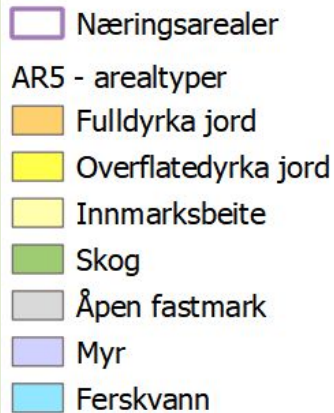 Næringsarealer
AR5 - arealtyper
Fulldyrka jord
Overflatedyrka jord
Innmarksbeite
Skog
Åpen fastmark
Myr
Ferskvann